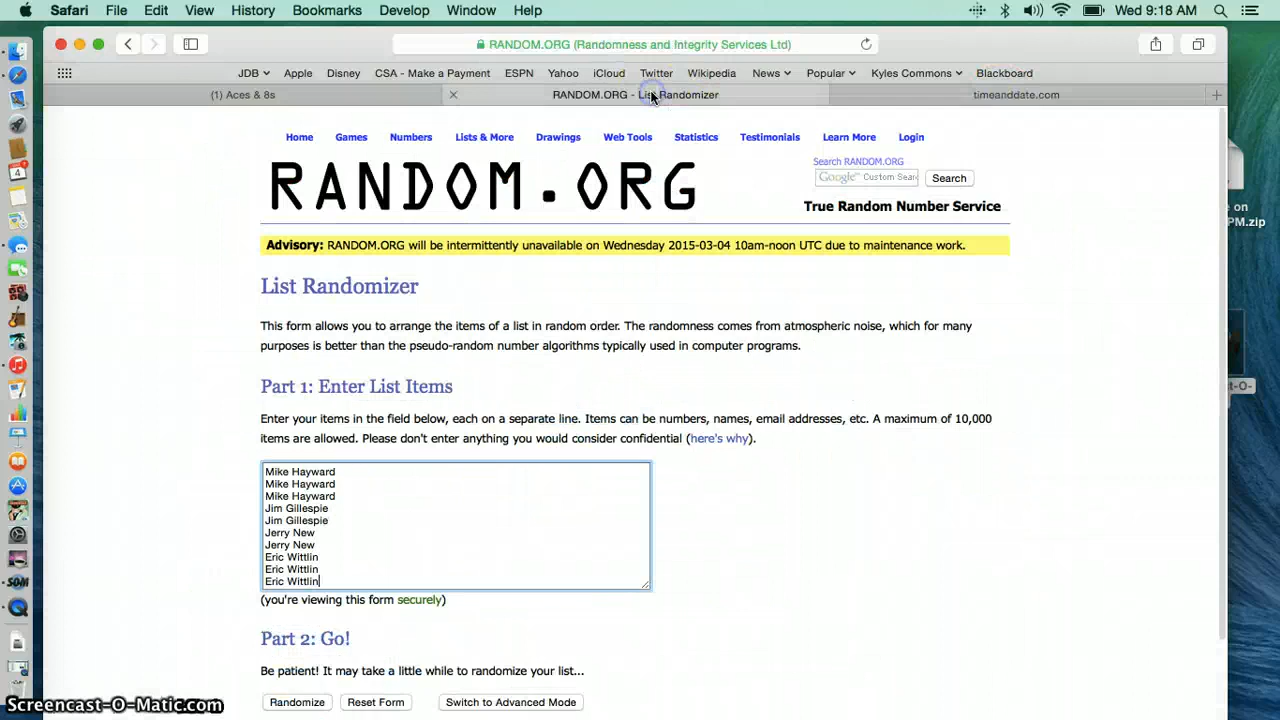 Safari File Edit View History Bookmarks Develop Window Help Wed 9:18 AM
RANDOM.ORG (Randomness and Integrity Services Ltd)
JDB Apple Disney CSA - Make a Payment ESPN Yahoo iCloud Twitter Wikipedia News Popular Kyles Commons Blackboard
(1) Aces & 8s RANDOM.ORG - List Randomizer timeanddate.com
Home Games Numbers Lists & More Drawings Web Tools Statistics Testimonials Learn More Login
Search RANDOM.ORG
Google Custom Sear Search
RANDOM.ORG
True Random Number Service
e on
PM.zip
Advisory: RANDOM.ORG will be intermittently unavailable on Wednesday 2015-03-04 10am-noon UTC due to maintenance work.
List Randomizer
This form allows you to arrange the items of a list in random order. The randomness comes from atmospheric noise, which for many
purposes is better than the pseudo-random number algorithms typically used in computer programs.
Part 1: Enter List Items
t-O-
Enter your items in the field below, each on a separate line. Items can be numbers, names, email addresses, etc. A maximum of 10,000
items are allowed. Please don't enter anything you would consider confidential (here's why).
Mike Hayward
Mike Hayward
Mike Hayward
Jim Gillespie
Jim Gillespie
Jerry New
Jerry New
Eric Wittlin
Eric Wittlin
Eric Wittlin
(you're viewing this form securely)
Part 2: Go!
Be patient! It may take a little while to randomize your list...
Randomize Reset Form Switch to Advanced Mode
Screencast-O-Matic.com